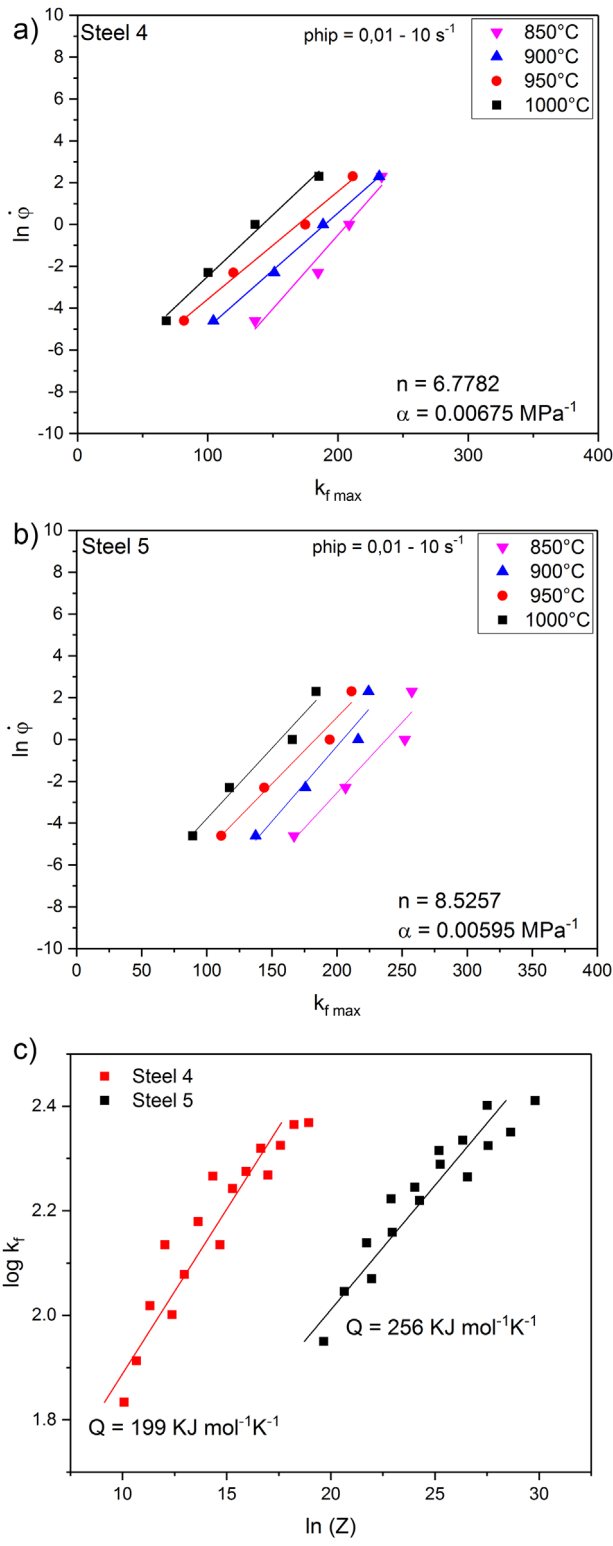 a)
Steel 4
phip = 0,01 - 10 s⁻¹
850°C
900°C
950°C
1000°C
10
8
6
4
2
0
-2
-4
-6
-8
-10
ln φ̇
n = 6.7782
α = 0.00675 MPa⁻¹
0 100 200 300 400
k_f max
b)
Steel 5
phip = 0,01 - 10 s⁻¹
850°C
900°C
950°C
1000°C
10
8
6
4
2
0
-2
-4
-6
-8
-10
ln φ̇
n = 8.5257
α = 0.00595 MPa⁻¹
0 50 100 150 200 250 300 350 400
k_f max
c)
Steel 4
Steel 5
2.4
2.2
2.0
1.8
log k_f
Q = 256 KJ mol⁻¹K⁻¹
Q = 199 KJ mol⁻¹K⁻¹
10 15 20 25 30
ln (Z)